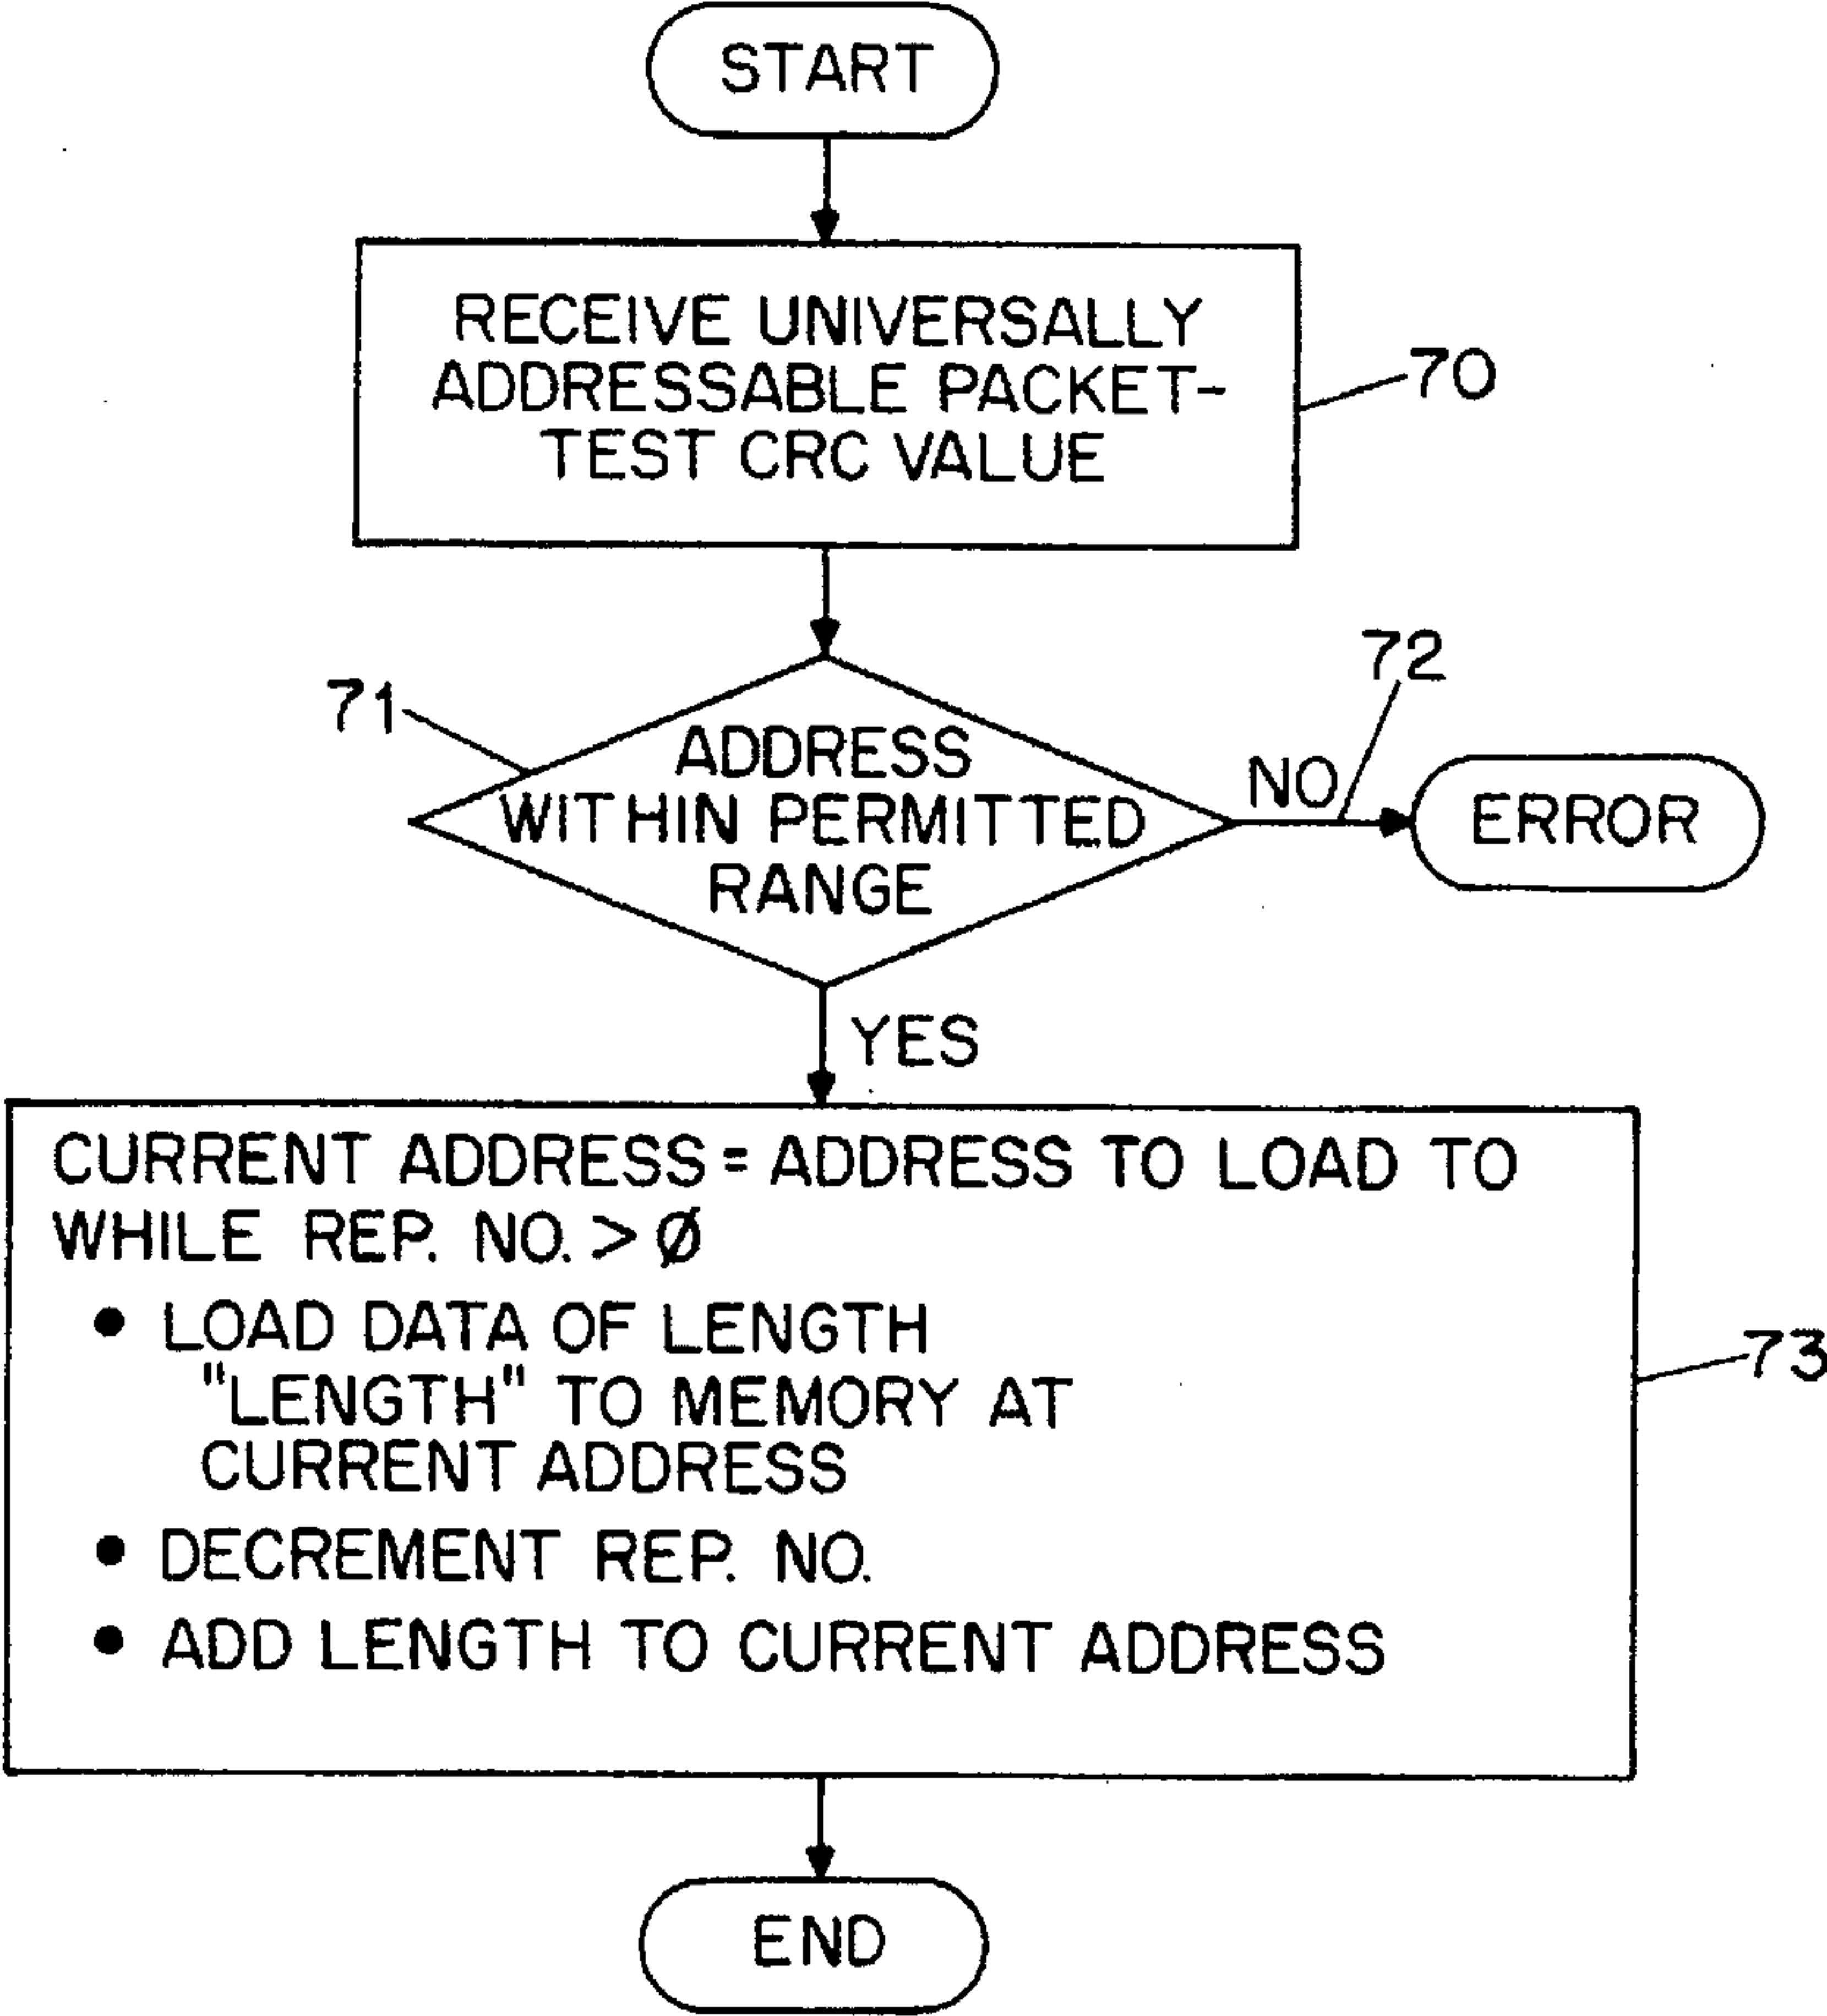 START
RECEIVE UNIVERSALLY
ADDRESSABLE PACKET-
TEST CRC VALUE
70
71
72
ADDRESS
WITHIN PERMITTED
RANGE
NO
ERROR
YES
CURRENT ADDRESS = ADDRESS TO LOAD TO
WHILE REP. NO. > Ø
• LOAD DATA OF LENGTH
"LENGTH" TO MEMORY AT
CURRENT ADDRESS
• DECREMENT REP. NO.
• ADD LENGTH TO CURRENT ADDRESS
73
END